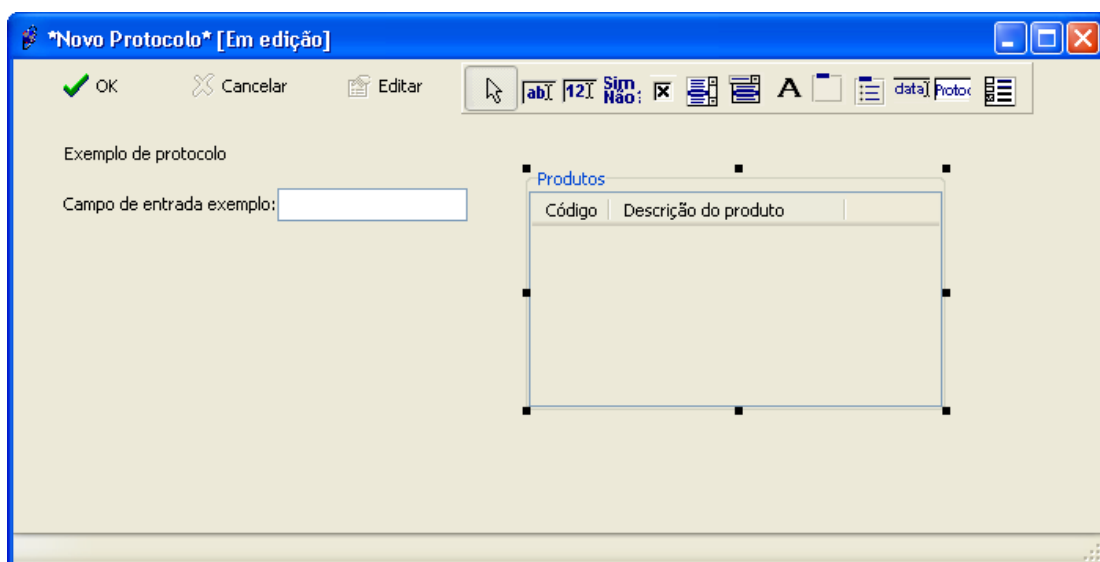 *Novo Protocolo* [Em edição]
OK Cancelar Editar ab 12 Sim Não A data Protoc
Exemplo de protocolo
Campo de entrada exemplo:
Produtos
Código Descrição do produto